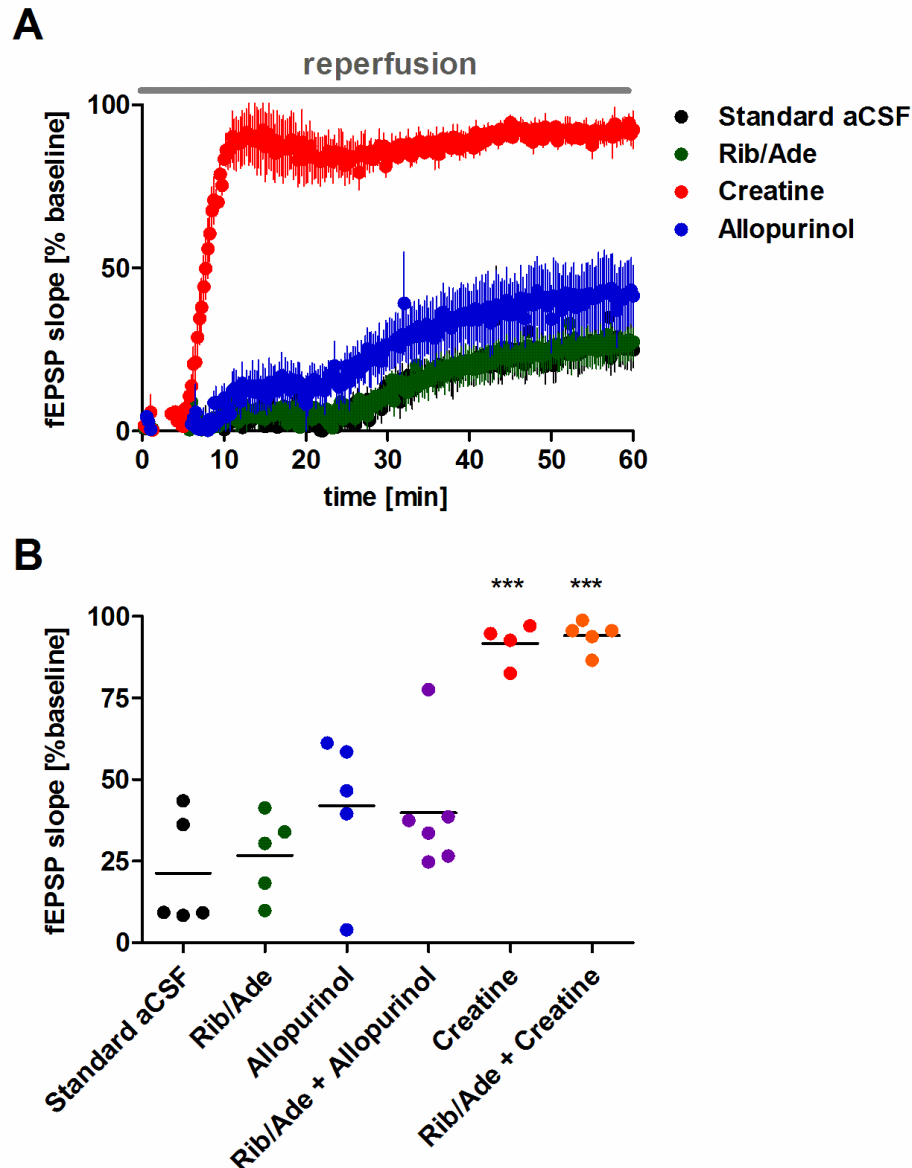 A
reperfusion
100
50
0
fEPSP slope [% baseline]
0 10 20 30 40 50 60
time [min]
Standard aCSF
Rib/Ade
Creatine
Allopurinol
B
*** ***
100
75
50
25
0
fEPSP slope [%baseline]
Standard aCSF
Rib/Ade
Allopurinol
Rib/Ade + Allopurinol
Creatine
Rib/Ade + Creatine